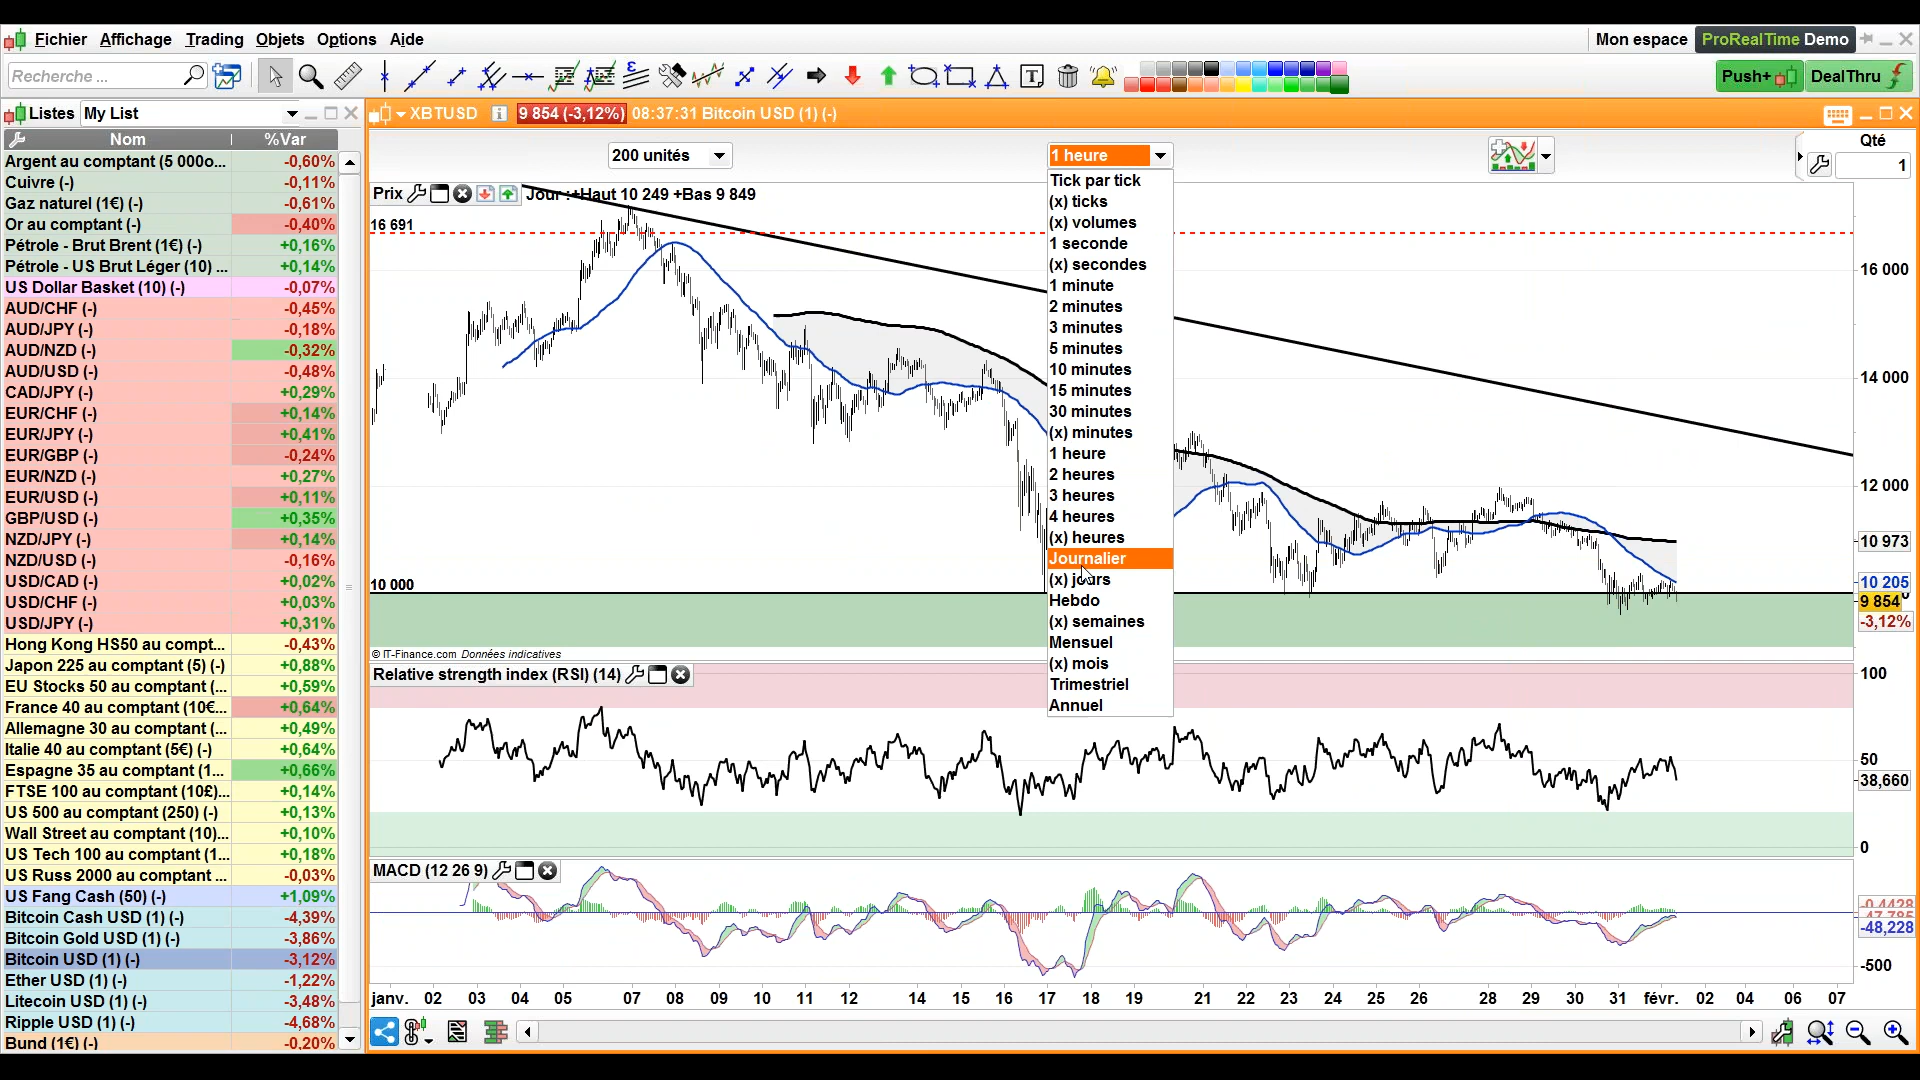 Fichier Affichage Trading Objets Options Aide
Mon espace ProRealTime Demo
Recherche ...
Push+ DealThru
Listes My List
Nom %Var
Argent au comptant (5 000o... -0,60%
Cuivre (-) -0,11%
Gaz naturel (1€) (-) -0,61%
Or au comptant (-) -0,40%
Pétrole - Brut Brent (1€) (-) +0,16%
Pétrole - US Brut Léger (10) ... +0,14%
US Dollar Basket (10) (-) -0,07%
AUD/CHF (-) -0,45%
AUD/JPY (-) -0,18%
AUD/NZD (-) -0,32%
AUD/USD (-) -0,48%
CAD/JPY (-) +0,29%
EUR/CHF (-) +0,14%
EUR/JPY (-) +0,41%
EUR/GBP (-) -0,24%
EUR/NZD (-) +0,27%
EUR/USD (-) +0,11%
GBP/USD (-) +0,35%
NZD/JPY (-) +0,14%
NZD/USD (-) -0,16%
USD/CAD (-) +0,02%
USD/CHF (-) +0,03%
USD/JPY (-) +0,31%
Hong Kong HS50 au compt... -0,43%
Japon 225 au comptant (5) (-) +0,88%
EU Stocks 50 au comptant (... +0,59%
France 40 au comptant (10€... +0,64%
Allemagne 30 au comptant (... +0,49%
Italie 40 au comptant (5€) (-) +0,64%
Espagne 35 au comptant (1... +0,66%
FTSE 100 au comptant (10£)... +0,14%
US 500 au comptant (250) (-) +0,13%
Wall Street au comptant (10)... +0,10%
US Tech 100 au comptant (1... +0,18%
US Russ 2000 au comptant ... -0,03%
US Fang Cash (50) (-) +1,09%
Bitcoin Cash USD (1) (-) -4,39%
Bitcoin Gold USD (1) (-) -3,86%
Bitcoin USD (1) (-) -3,12%
Ether USD (1) (-) -1,22%
Litecoin USD (1) (-) -3,48%
Ripple USD (1) (-) -4,68%
Bund (1€) (-) -0,20%
XBTUSD 9 854 (-3,12%) 08:37:31 Bitcoin USD (1) (-)
200 unités
1 heure
Qté
1
Prix Jour :+Haut 10 249 +Bas 9 849
16 691
10 000
© IT-Finance.com Données indicatives
Tick par tick
(x) ticks
(x) volumes
1 seconde
(x) secondes
1 minute
2 minutes
3 minutes
5 minutes
10 minutes
15 minutes
30 minutes
(x) minutes
1 heure
2 heures
3 heures
4 heures
(x) heures
Journalier
(x) jours
Hebdo
(x) semaines
Mensuel
(x) mois
Trimestriel
Annuel
16 000
14 000
12 000
10 973
10 205
9 854
-3,12%
Relative strength index (RSI) (14)
100
50
38,660
0
MACD (12 26 9)
-0,4428
-47,785
-48,228
-500
janv. 02 03 04 05 07 08 09 10 11 12 14 15 16 17 18 19 21 22 23 24 25 26 28 29 30 31 févr. 02 04 06 07